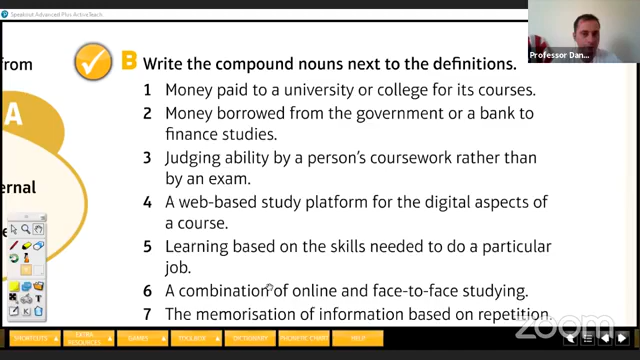 Speakout Advanced Plus ActiveTeach
from
A
ernal
B Write the compound nouns next to the definitions.
1 Money paid to a university or college for its courses.
2 Money borrowed from the government or a bank to
finance studies.
3 Judging ability by a person's coursework rather than
by an exam.
4 A web-based study platform for the digital aspects of
a course.
5 Learning based on the skills needed to do a particular
job.
6 A combination of online and face-to-face studying.
7 The memorisation of information based on repetition.
Professor Dan...
SHORTCUTS
EXTRA RESOURCES
GAMES
TOOLBOX
DICTIONARY
PHONETIC CHART
HELP
zoom